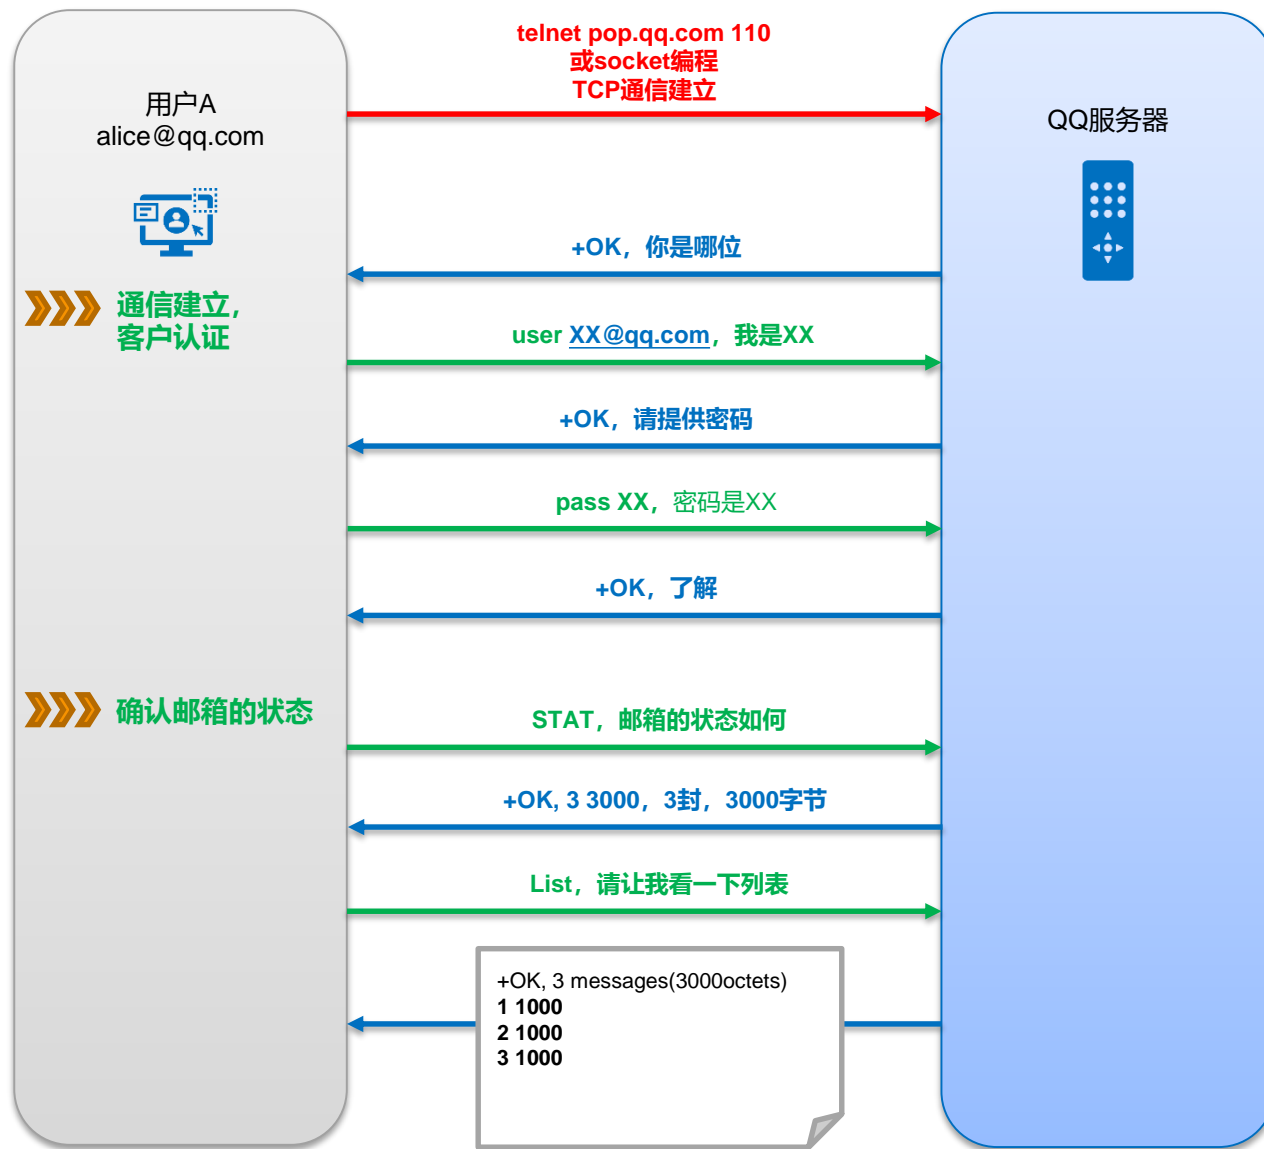 telnet pop.qq.com 110
或socket编程
TCP通信建立
用户A
alice@qq.com
QQ服务器
+OK，你是哪位
通信建立，
客户认证
user XX@qq.com，我是XX
+OK，请提供密码
pass XX，密码是XX
+OK，了解
确认邮箱的状态
STAT，邮箱的状态如何
+OK, 3 3000，3封，3000字节
List，请让我看一下列表
+OK, 3 messages(3000octets)
1 1000
2 1000
3 1000